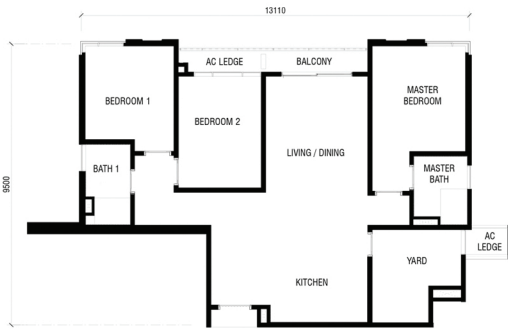 13110
AC LEDGE
BALCONY
BEDROOM 1
MASTER
BEDROOM
BEDROOM 2
LIVING / DINING
BATH 1
MASTER
BATH
9500
AC
LEDGE
YARD
KITCHEN